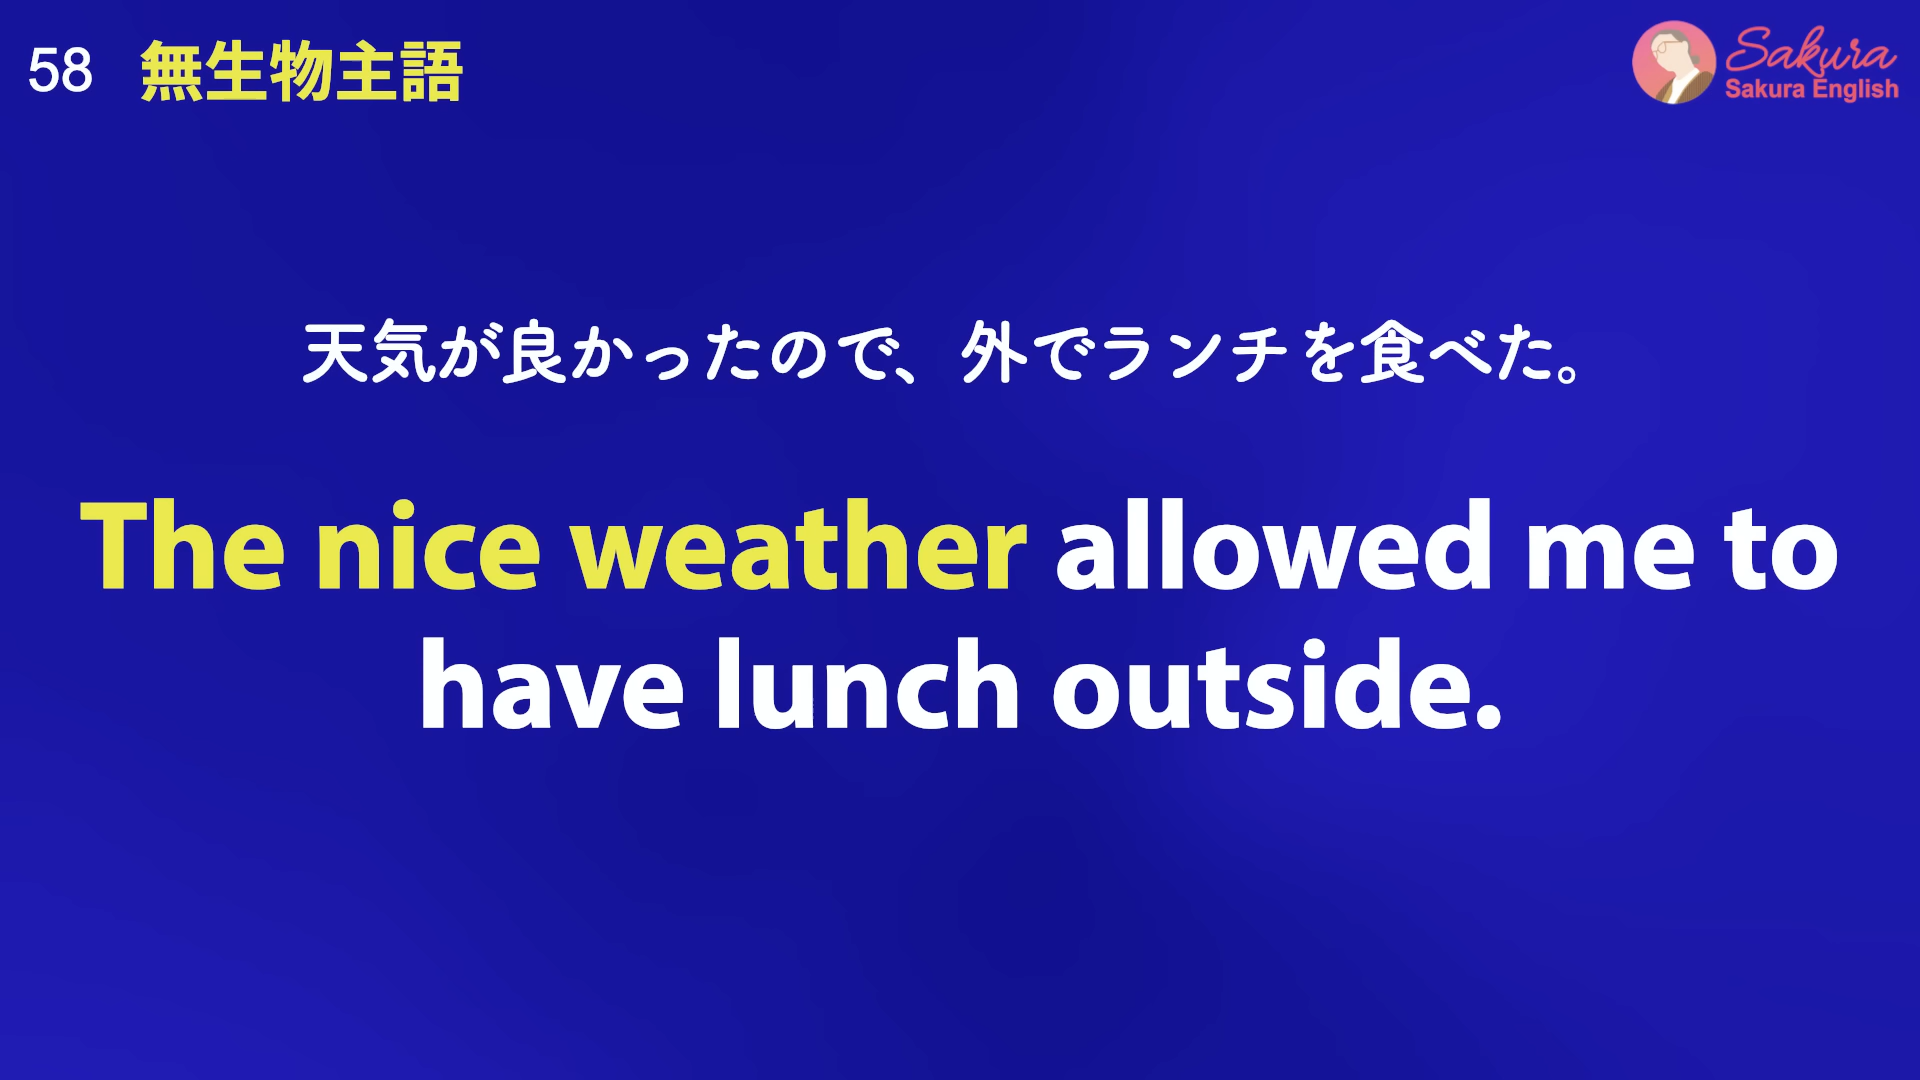 58 無生物主語
Sakura
Sakura English
天気が良かったので、外でランチを食べた。
The nice weather allowed me to
have lunch outside.